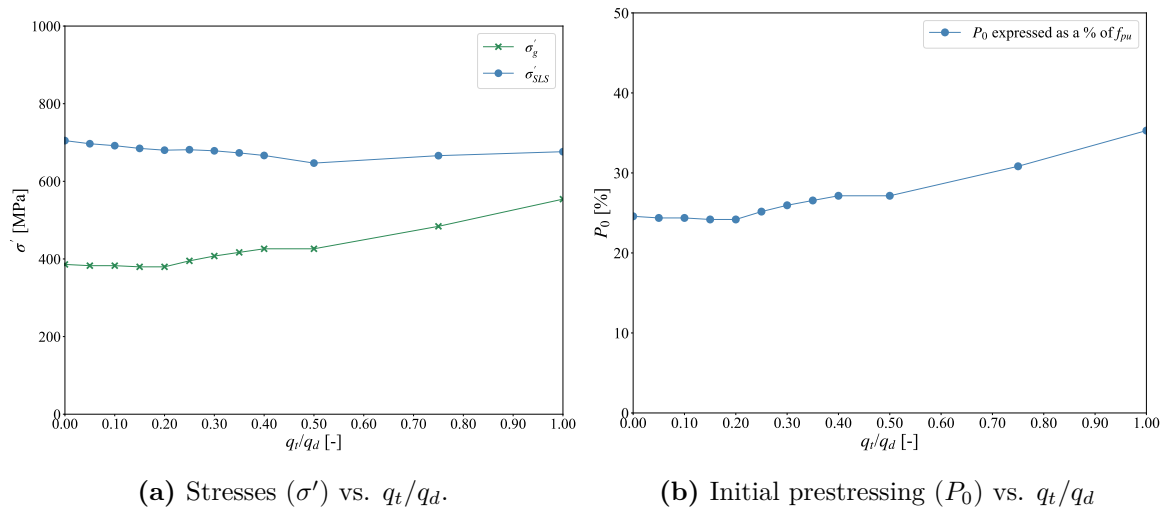 1000
800
600
400
200
0
σ′ [MPa]
σ′g
σ′SLS
0.00 0.10 0.20 0.30 0.40 0.50 0.60 0.70 0.80 0.90 1.00
qt/qd [-]
(a) Stresses (σ′) vs. qt/qd.
50
40
30
20
10
0
P0 [%]
P0 expressed as a % of fpu
0.00 0.10 0.20 0.30 0.40 0.50 0.60 0.70 0.80 0.90 1.00
qt/qd [-]
(b) Initial prestressing (P0) vs. qt/qd